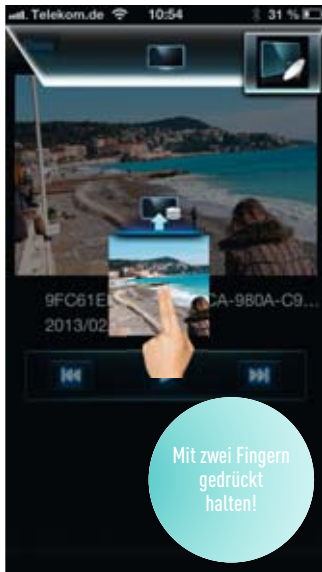 Telekom.de 10:54 31 %
9FC61E CA-980A-C9...
2013/02
Mit zwei Fingern
gedrückt
halten!